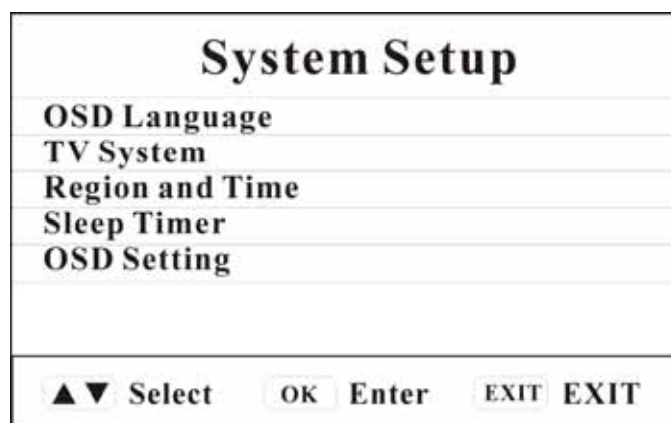 System Setup
OSD Language
TV System
Region and Time
Sleep Timer
OSD Setting
▲ ▼ Select OK Enter EXIT EXIT